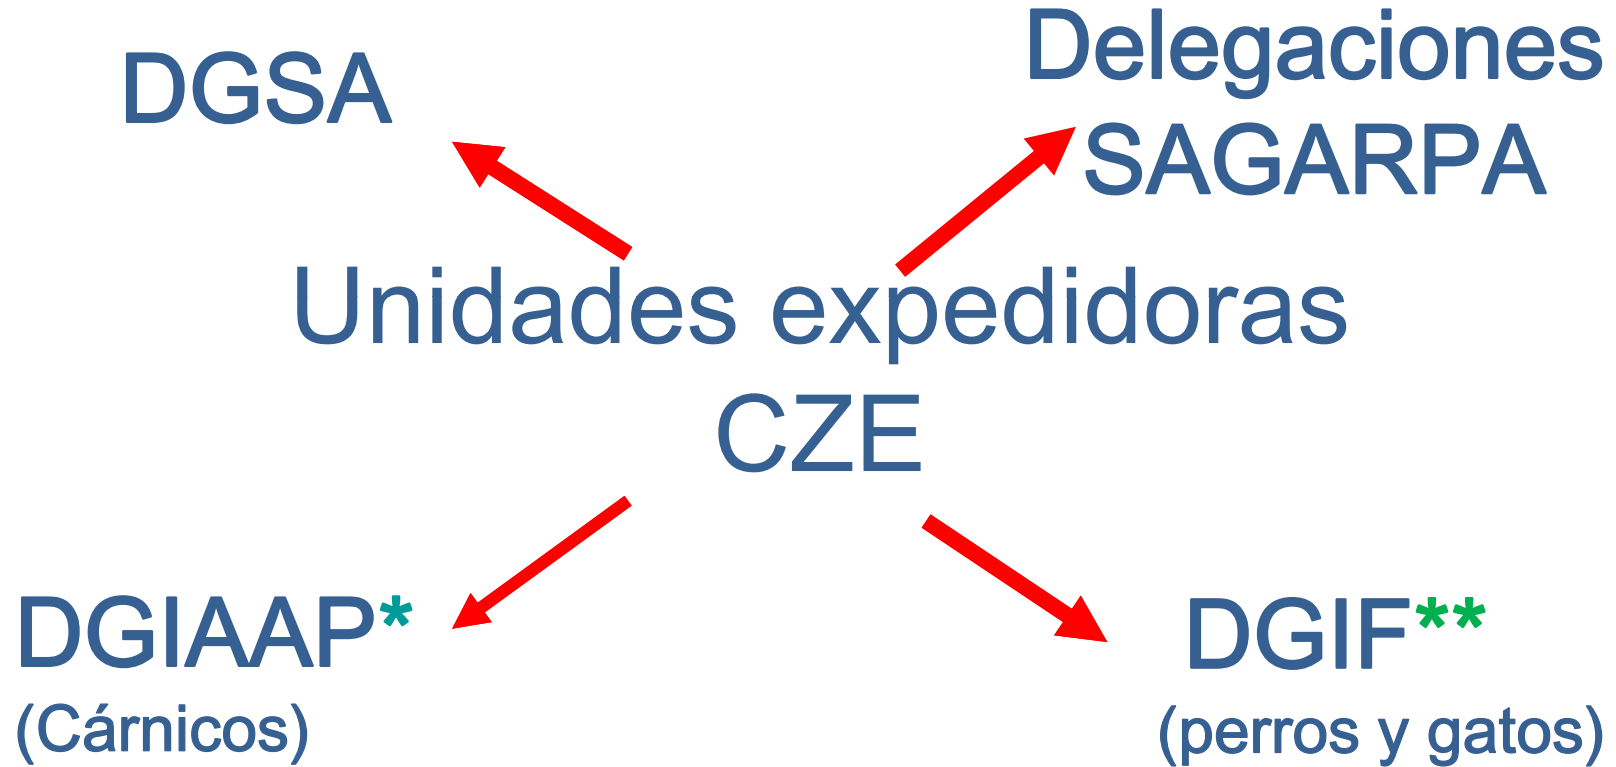 DGSA
Delegaciones
SAGARPA
Unidades expedidoras
CZE
DGIAAP*
(Cárnicos)
DGIF**
(perros y gatos)